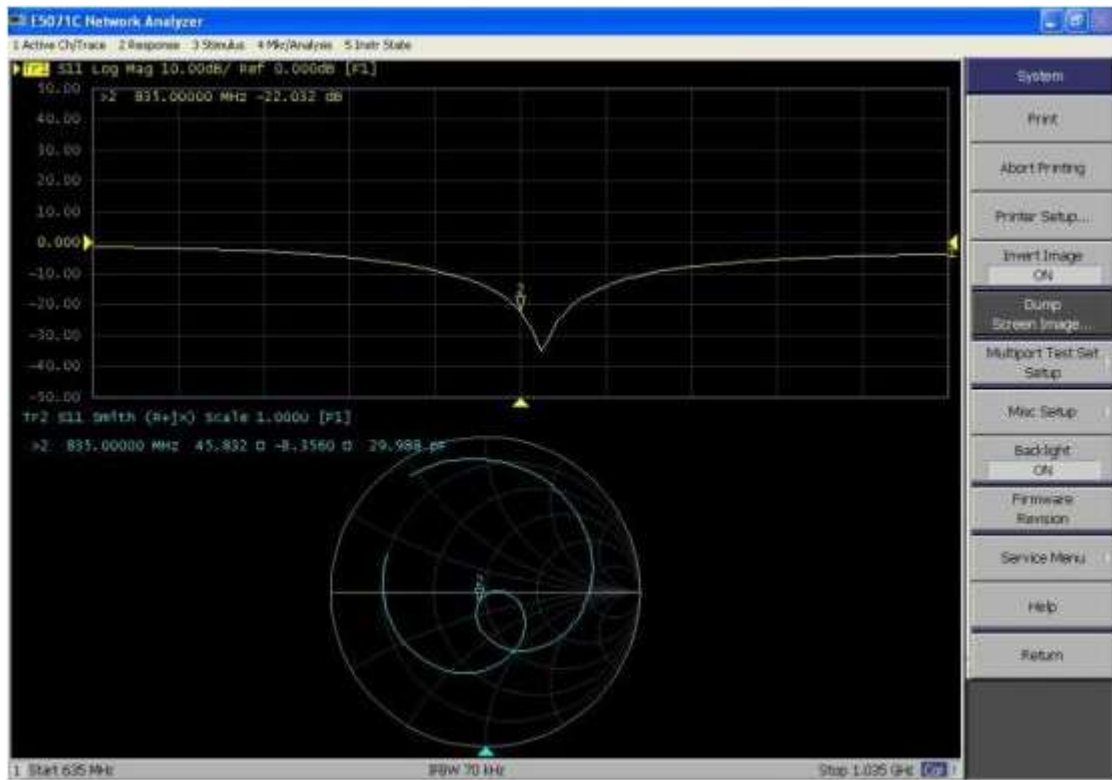 E5071C Network Analyzer
1 Active Ch/Trace 2 Response 3 Stimulus 4 Mkr/Analysis 5 Instr State
Tr1 S11 Log Mag 10.00dB/ Ref 0.000dB [F1]
50.00
>2 835.00000 MHz -22.032 dB
40.00
30.00
20.00
10.00
0.000
-10.00
-20.00
-30.00
-40.00
-50.00
2
Tr2 S11 Smith (R+jX) Scale 1.000U [F1]
>2 835.00000 MHz 45.832 Ω -8.3560 Ω 29.988 pF
2
1 Start 635 MHz
IFBW 70 kHz
Stop 1.035 GHz Cor
System
Print
Abort Printing
Printer Setup...
Invert Image
ON
Dump
Screen Image...
Multiport Test Set
Setup
Misc Setup
Backlight
ON
Firmware
Revision
Service Menu
Help
Return